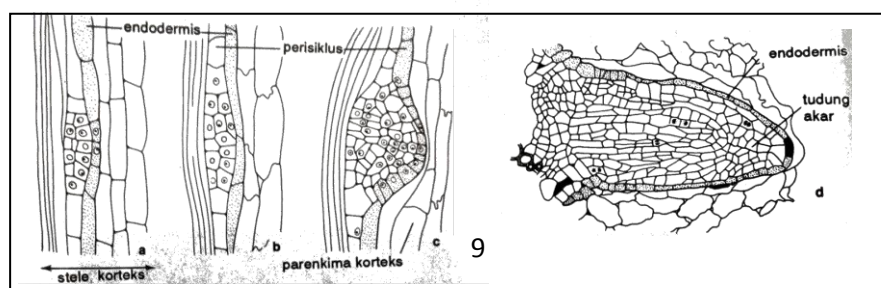 endodermis
perisiklus
a
b
c
stele, korteks
parenkima korteks
9
endodermis
tudung
akar
d